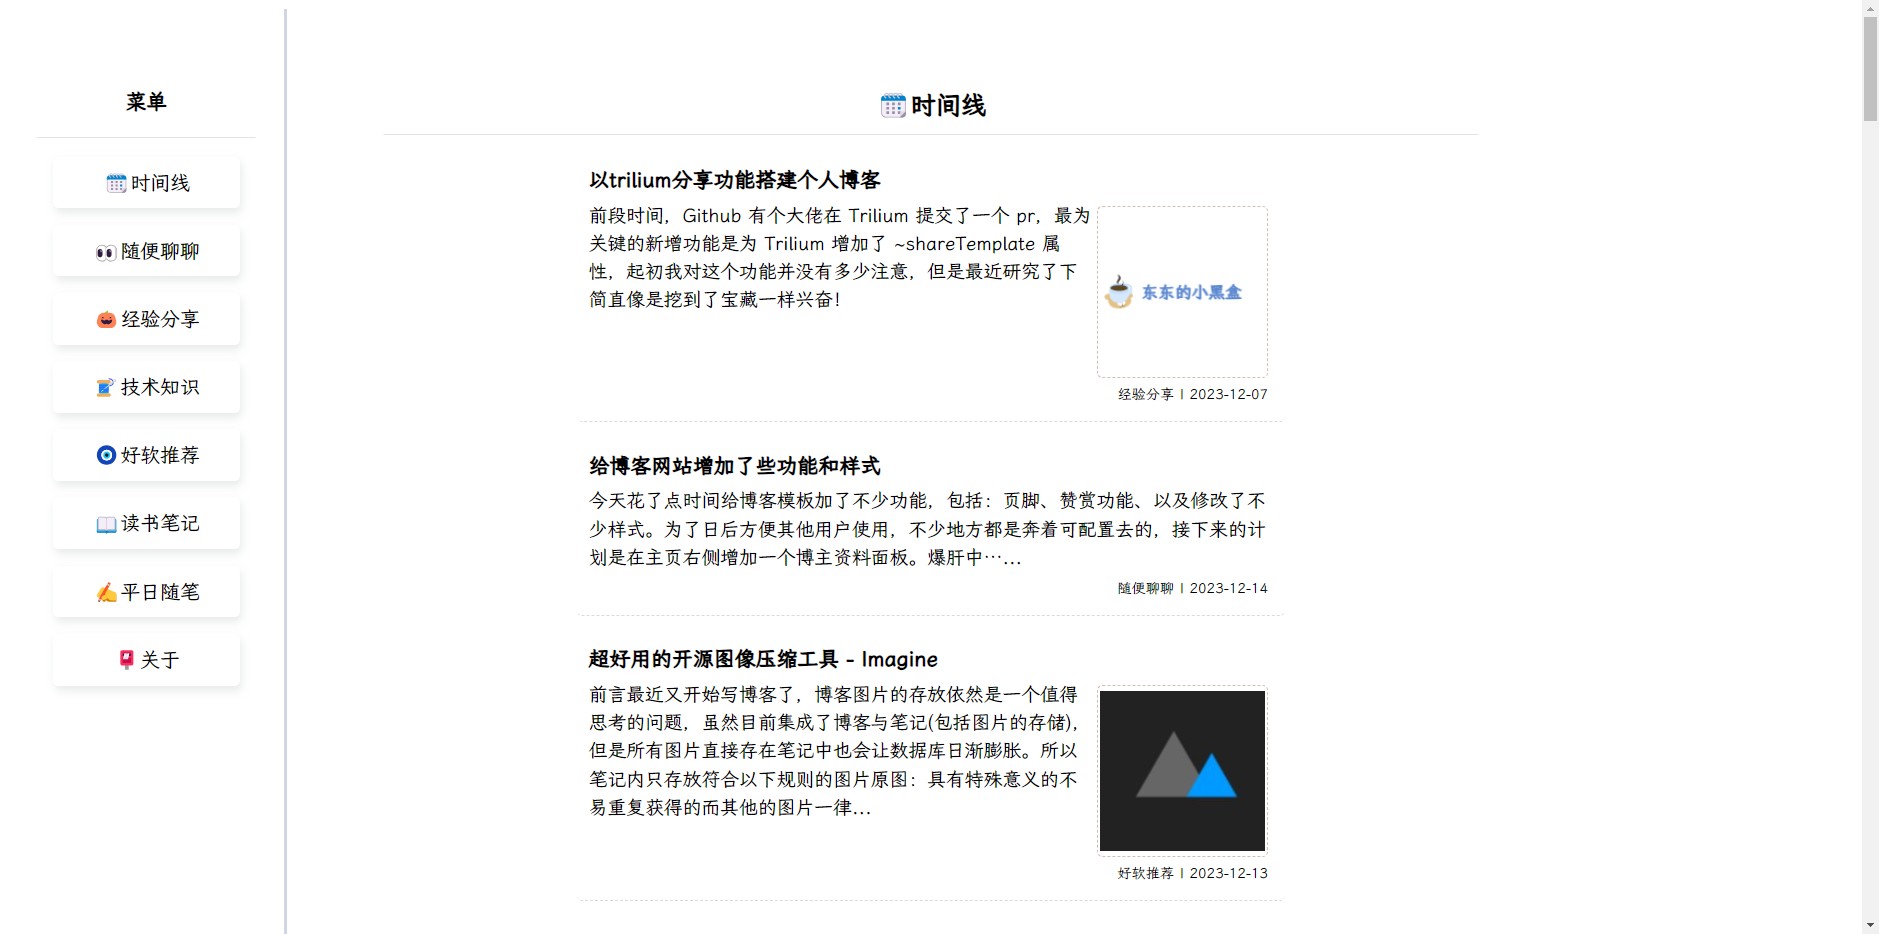 菜单
时间线
随便聊聊
经验分享
技术知识
好软推荐
读书笔记
平日随笔
关于
时间线
以trilium分享功能搭建个人博客
前段时间，Github 有个大佬在 Trilium 提交了一个 pr，最为
关键的新增功能是为 Trilium 增加了 ~shareTemplate 属
性，起初我对这个功能并没有多少注意，但是最近研究了下
简直像是挖到了宝藏一样兴奋！
东东的小黑盒
经验分享 | 2023-12-07
给博客网站增加了些功能和样式
今天花了点时间给博客模板加了不少功能，包括：页脚、赞赏功能、以及修改了不
少样式。为了日后方便其他用户使用，不少地方都是奔着可配置去的，接下来的计
划是在主页右侧增加一个博主资料面板。爆肝中…...
随便聊聊 | 2023-12-14
超好用的开源图像压缩工具 - Imagine
前言最近又开始写博客了，博客图片的存放依然是一个值得
思考的问题，虽然目前集成了博客与笔记(包括图片的存储)，
但是所有图片直接存在笔记中也会让数据库日渐膨胀。所以
笔记内只存放符合以下规则的图片原图：具有特殊意义的不
易重复获得的而其他的图片一律...
好软推荐 | 2023-12-13